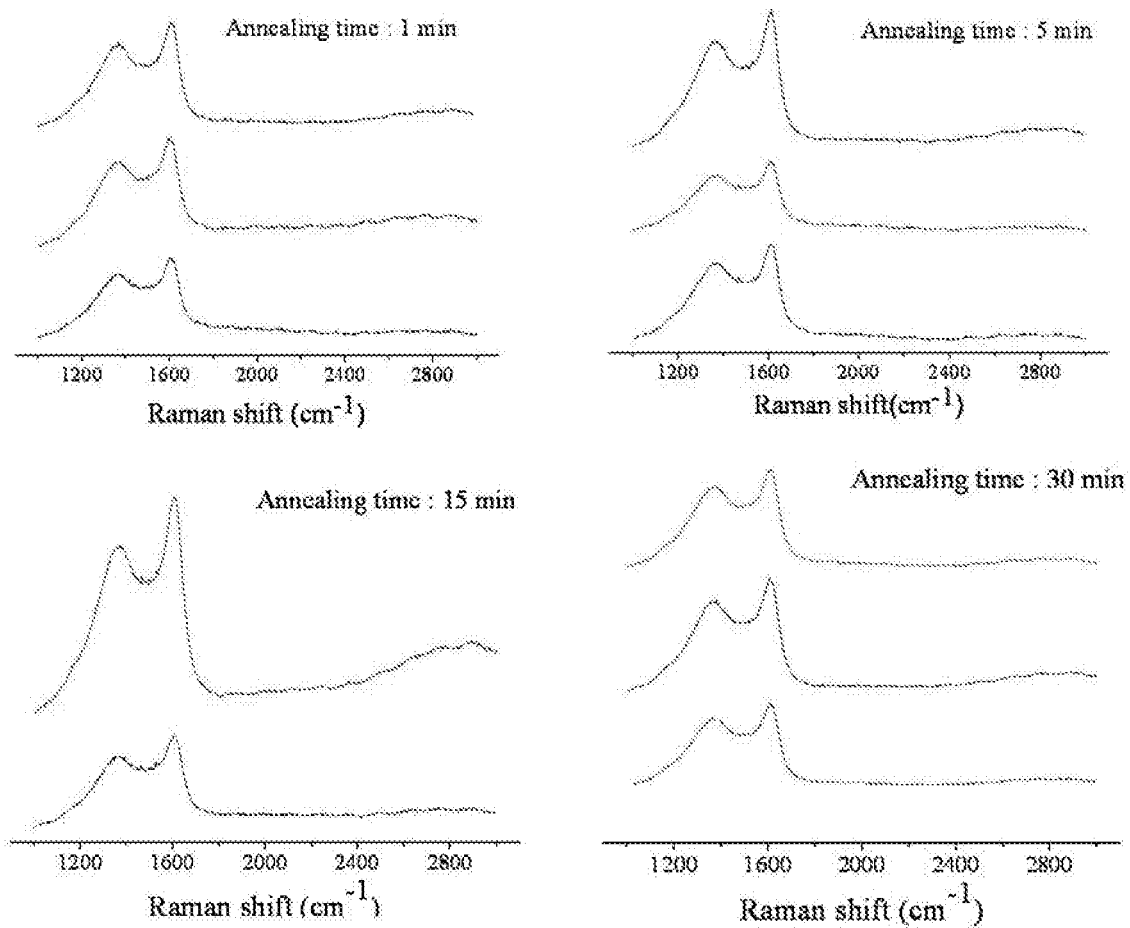 Annealing time : 1 min
1200 1600 2000 2400 2800
Raman shift (cm-1)
Annealing time : 5 min
1200 1600 2000 2400 2800
Raman shift(cm-1)
Annealing time : 15 min
1200 1600 2000 2400 2800
Raman shift (cm-1)
Annealing time : 30 min
1200 1600 2000 2400 2800
Raman shift (cm-1)